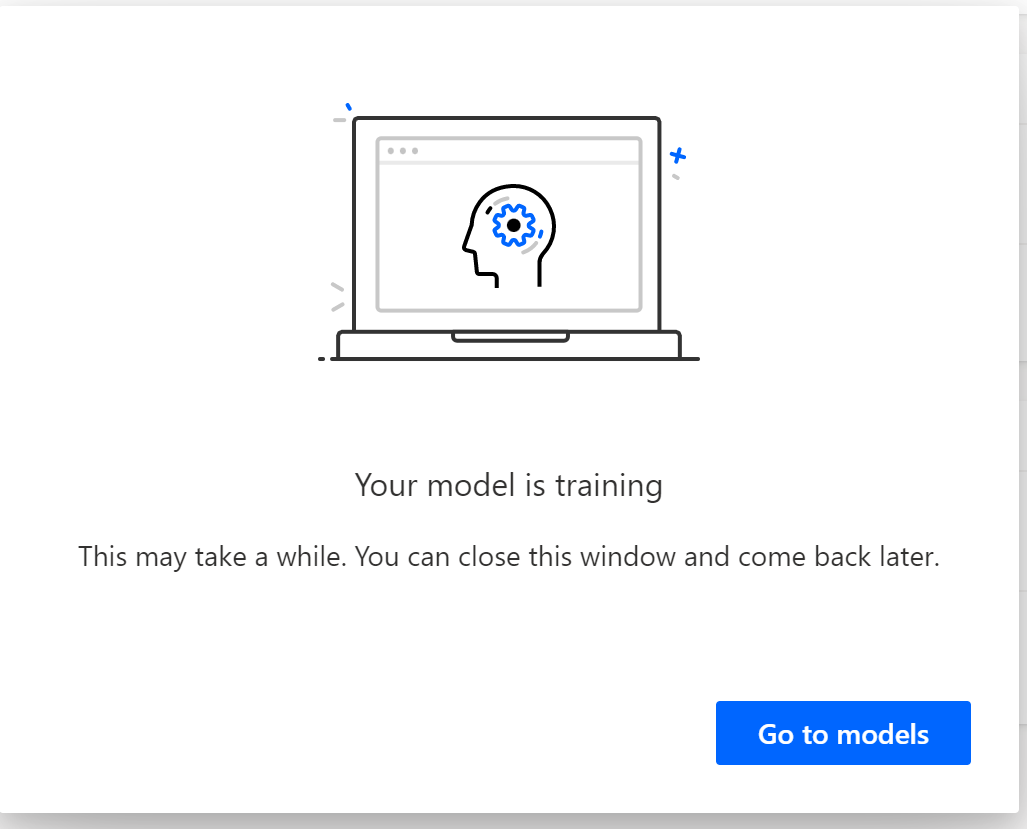 Your model is training
This may take a while. You can close this window and come back later.
Go to models